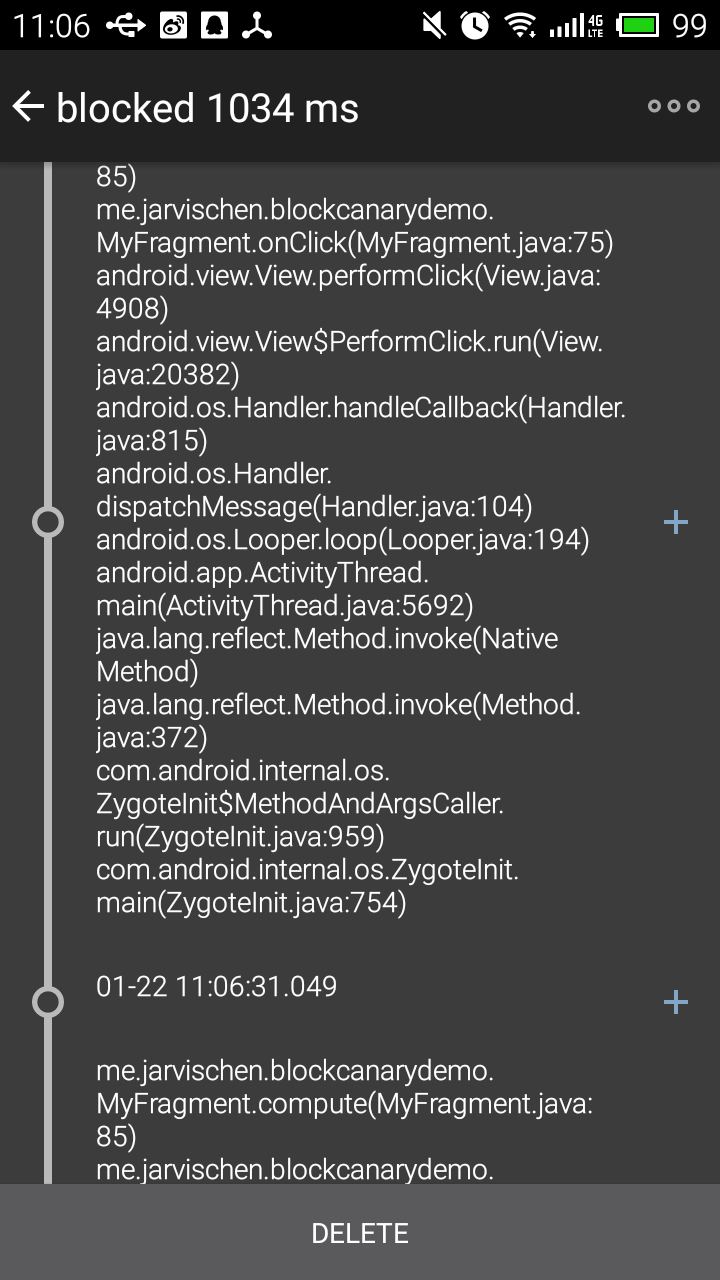 11:06
4G
LTE
99
blocked 1034 ms
85)
me.jarvischen.blockcanarydemo.
MyFragment.onClick(MyFragment.java:75)
android.view.View.performClick(View.java:
4908)
android.view.View$PerformClick.run(View.
java:20382)
android.os.Handler.handleCallback(Handler.
java:815)
android.os.Handler.
dispatchMessage(Handler.java:104)
android.os.Looper.loop(Looper.java:194)
android.app.ActivityThread.
main(ActivityThread.java:5692)
java.lang.reflect.Method.invoke(Native
Method)
java.lang.reflect.Method.invoke(Method.
java:372)
com.android.internal.os.
ZygoteInit$MethodAndArgsCaller.
run(ZygoteInit.java:959)
com.android.internal.os.ZygoteInit.
main(ZygoteInit.java:754)
01-22 11:06:31.049
me.jarvischen.blockcanarydemo.
MyFragment.compute(MyFragment.java:
85)
me.jarvischen.blockcanarydemo.
DELETE